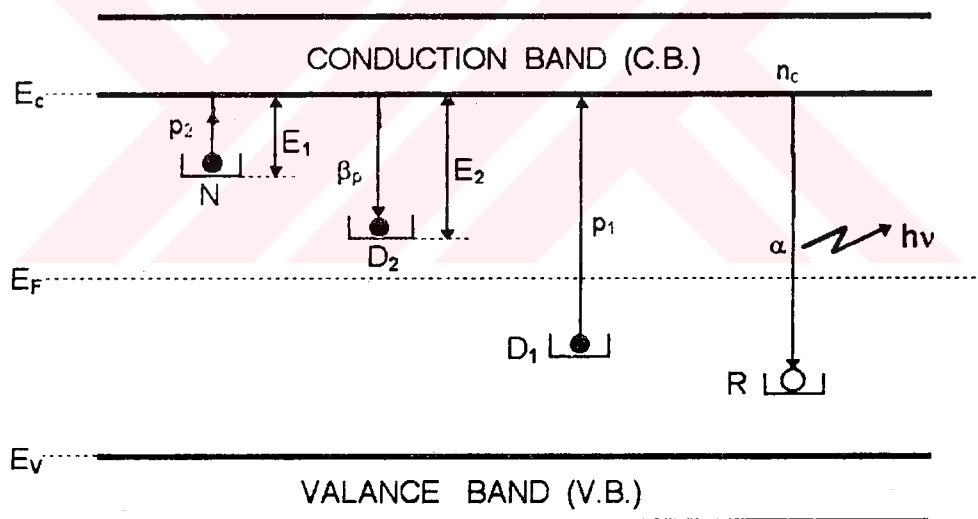 CONDUCTION BAND (C.B.)
n_c
E_c
p_2
E_1
N
β_p
E_2
D_2
p_1
α
hν
E_F
D_1
R
E_V
VALANCE BAND (V.B.)